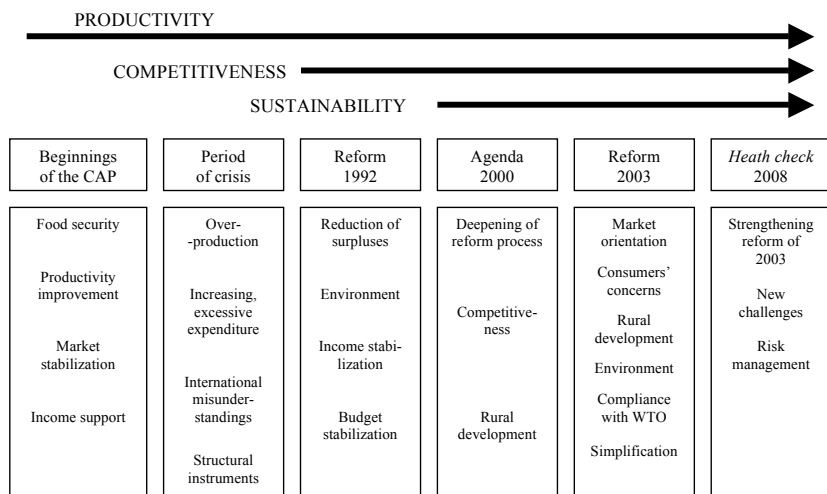 PRODUCTIVITY
COMPETITIVENESS
SUSTAINABILITY
Beginnings
of the CAP
Period
of crisis
Reform
1992
Agenda
2000
Reform
2003
Heath check
2008
Food security
Productivity
improvement
Market
stabilization
Income support
Over-
-production
Increasing,
excessive
expenditure
International
misunder-
standings
Structural
instruments
Reduction of
surpluses
Environment
Income stabi-
lization
Budget
stabilization
Deepening of
reform process
Competitive-
ness
Rural
development
Market
orientation
Consumers’
concerns
Rural
development
Environment
Compliance
with WTO
Simplification
Strengthening
reform of
2003
New
challenges
Risk
management